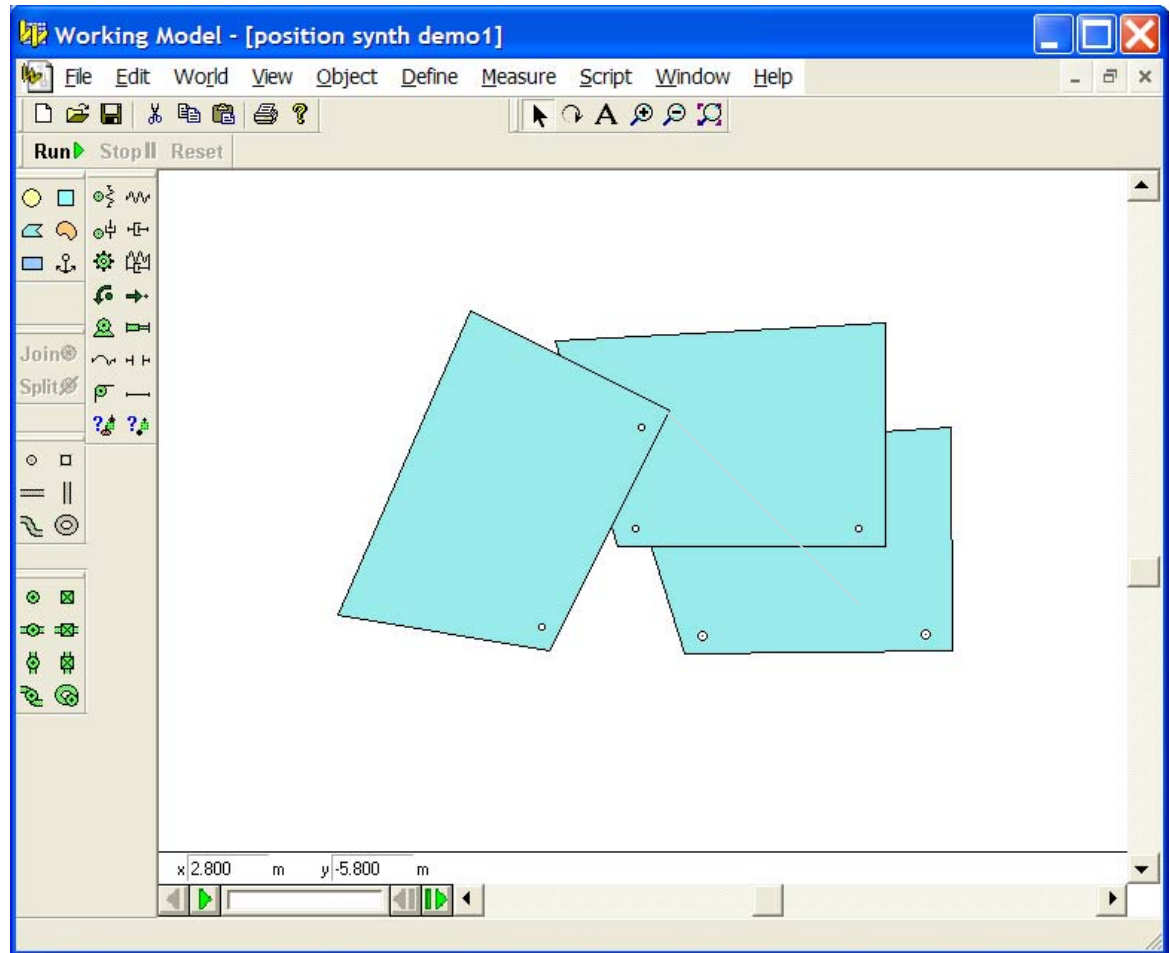 Working Model - [position synth demo1]
File Edit World View Object Define Measure Script Window Help
A
Run Stop Reset
Join
Split
x 2.800 m y -5.800 m